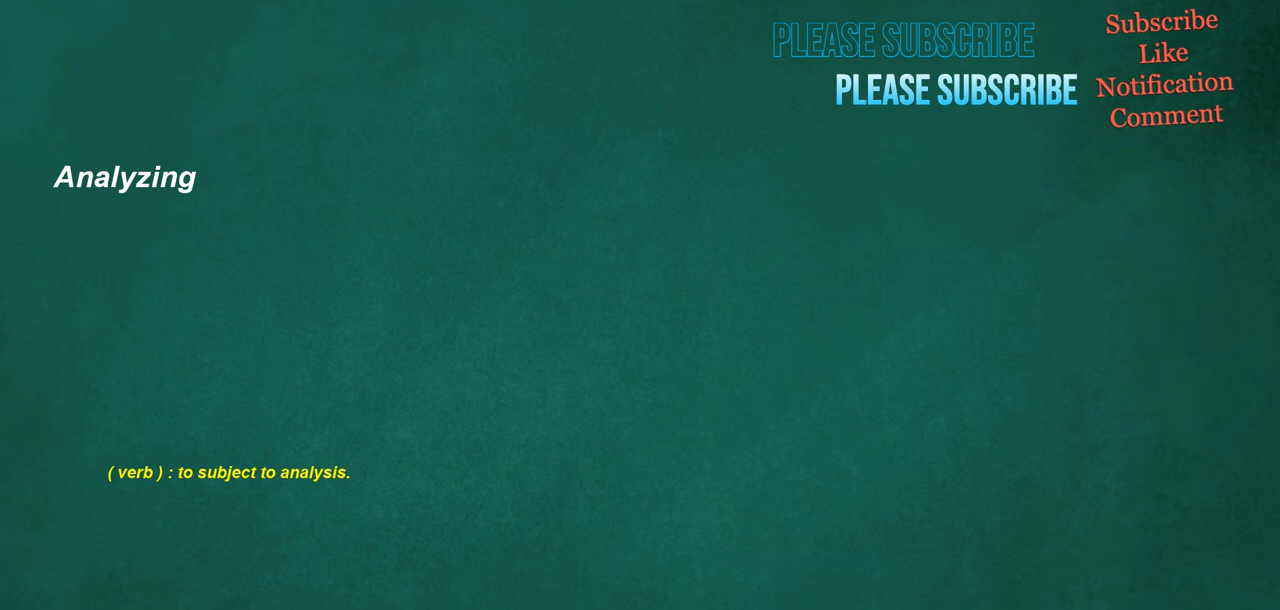 PLEASE SUBSCRIBE
PLEASE SUBSCRIBE
Subscribe
Like
Notification
Comment
Analyzing
( verb ) : to subject to analysis.